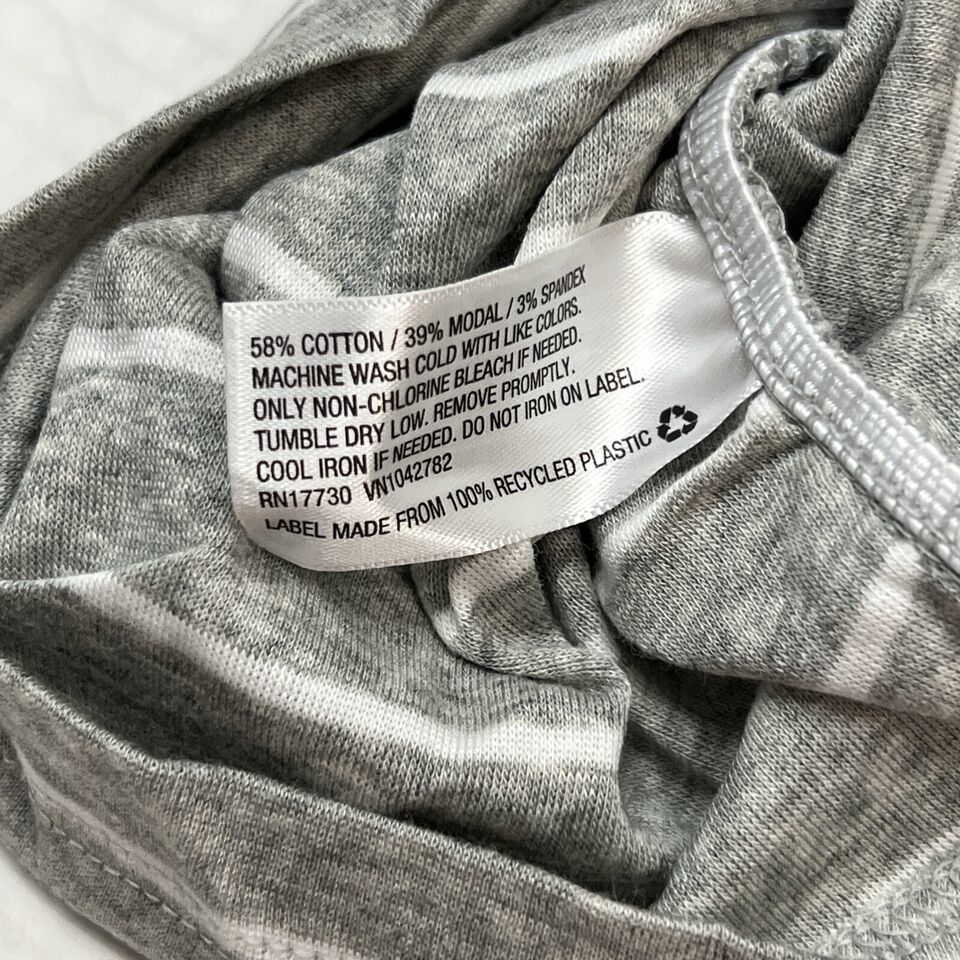 58% COTTON / 39% MODAL / 3% SPANDEX
MACHINE WASH COLD WITH LIKE COLORS.
ONLY NON-CHLORINE BLEACH IF NEEDED.
TUMBLE DRY LOW. REMOVE PROMPTLY.
COOL IRON IF NEEDED. DO NOT IRON ON LABEL.
RN17730 VN1042782
LABEL MADE FROM 100% RECYCLED PLASTIC